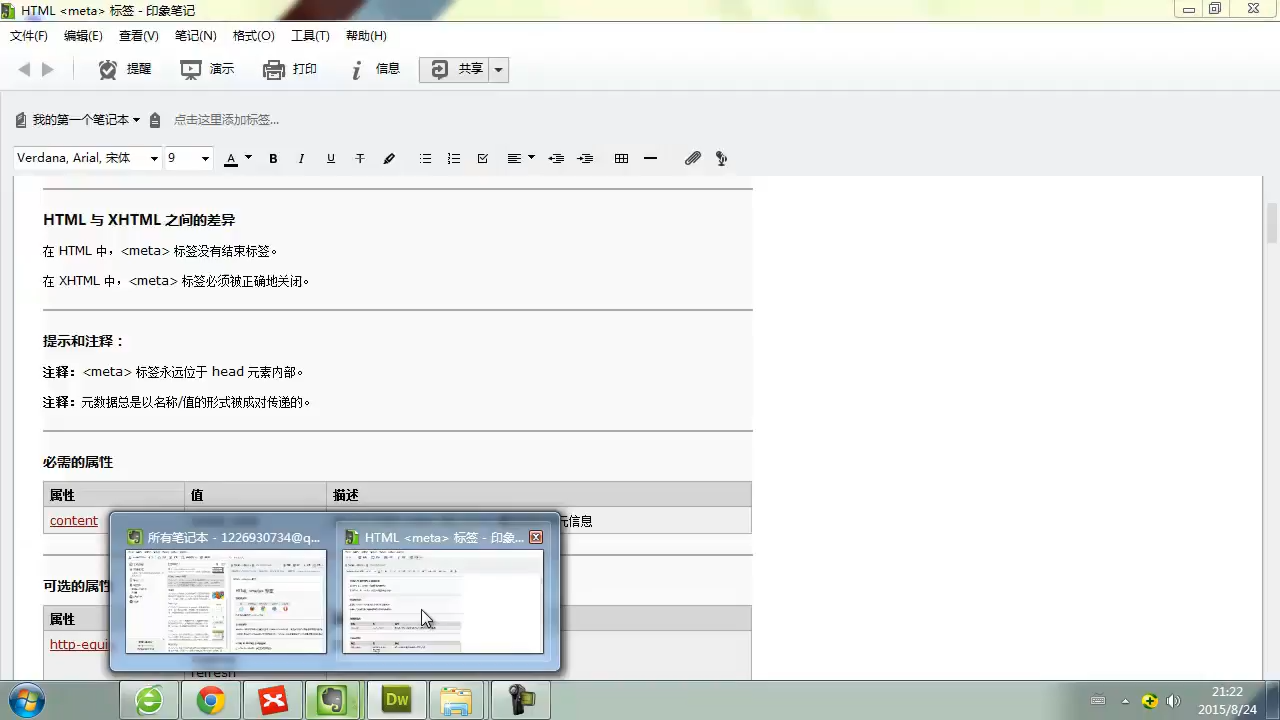 HTML <meta> 标签 - 印象笔记
文件(F) 编辑(E) 查看(V) 笔记(N) 格式(O) 工具(T) 帮助(H)
提醒 演示 打印 信息 共享
我的第一个笔记本 点击这里添加标签...
Verdana, Arial, 宋体 9 A B I U T
HTML 与 XHTML 之间的差异
在 HTML 中，<meta> 标签没有结束标签。
在 XHTML 中，<meta> 标签必须被正确地关闭。
提示和注释：
注释：<meta> 标签永远位于 head 元素内部。
注释：元数据总是以名称/值的形式被成对传递的。
必需的属性
属性 值 描述
content 元信息
所有笔记本 - 1226930734@q... HTML <meta> 标签 - 印象...
可选的属
属性
http-
refresh
Dw
21:22
2015/8/24